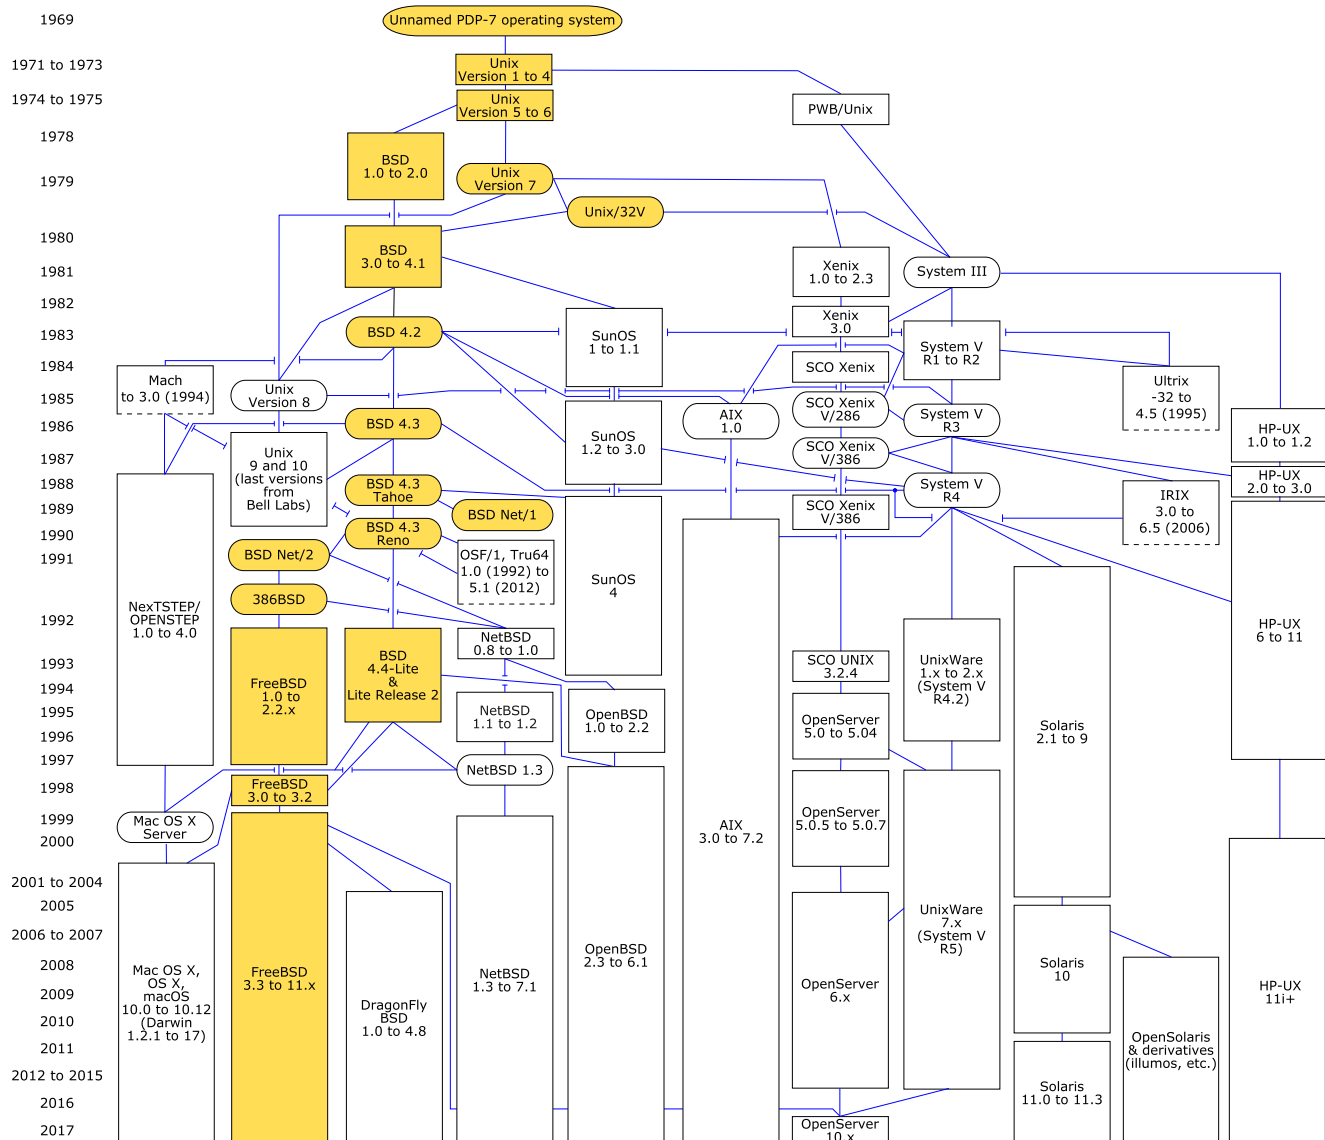 1969
Unnamed PDP-7 operating system
1971 to 1973
Unix
Version 1 to 4
1974 to 1975
Unix
Version 5 to 6
PWB/Unix
1978
BSD
1.0 to 2.0
1979
Unix
Version 7
Unix/32V
1980
BSD
3.0 to 4.1
1981
Xenix
1.0 to 2.3
System III
1982
1983
BSD 4.2
SunOS
1 to 1.1
Xenix
3.0
System V
R1 to R2
1984
Mach
to 3.0 (1994)
Unix
Version 8
SCO Xenix
Ultrix
-32 to
4.5 (1995)
1985
AIX
1.0
SCO Xenix
V/286
System V
R3
1986
BSD 4.3
HP-UX
1.0 to 1.2
Unix
9 and 10
(last versions
from
Bell Labs)
SunOS
1.2 to 3.0
1987
SCO Xenix
V/386
1988
BSD 4.3
Tahoe
System V
R4
HP-UX
2.0 to 3.0
1989
BSD Net/1
SCO Xenix
V/386
IRIX
3.0 to
6.5 (2006)
1990
BSD 4.3
Reno
1991
BSD Net/2
OSF/1, Tru64
1.0 (1992) to
5.1 (2012)
SunOS
4
386BSD
NexTSTEP/
OPENSTEP
1.0 to 4.0
1992
NetBSD
0.8 to 1.0
HP-UX
6 to 11
1993
BSD
4.4-Lite
&
Lite Release 2
SCO UNIX
3.2.4
UnixWare
1.x to 2.x
(System V
R4.2)
1994
FreeBSD
1.0 to
2.2.x
1995
NetBSD
1.1 to 1.2
OpenBSD
1.0 to 2.2
OpenServer
5.0 to 5.04
Solaris
2.1 to 9
1996
1997
NetBSD 1.3
1998
FreeBSD
3.0 to 3.2
1999
Mac OS X
Server
OpenServer
5.0.5 to 5.0.7
AIX
3.0 to 7.2
2000
2001 to 2004
2005
UnixWare
7.x
(System V
R5)
2006 to 2007
OpenBSD
2.3 to 6.1
2008
Mac OS X,
OS X,
macOS
10.0 to 10.12
(Darwin
1.2.1 to 17)
FreeBSD
3.3 to 11.x
NetBSD
1.3 to 7.1
Solaris
10
2009
OpenServer
6.x
HP-UX
11i+
2010
DragonFly
BSD
1.0 to 4.8
2011
OpenSolaris
& derivatives
(illumos, etc.)
2012 to 2015
Solaris
11.0 to 11.3
2016
2017
OpenServer
10.x